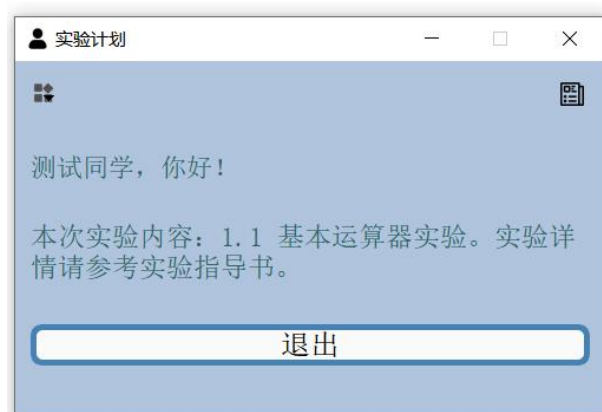 实验计划
测试同学，你好！
本次实验内容：1.1 基本运算器实验。实验详
情请参考实验指导书。
退出